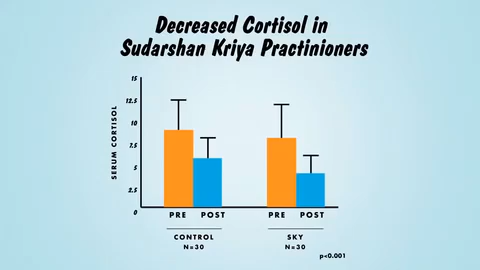 Decreased Cortisol in
Sudarshan Kriya Practinioners
SERUM CORTISOL
15
12.5
10
7.5
5
2.5
0
PRE POST PRE POST
CONTROL SKY
N=30 N=30
p<0.001